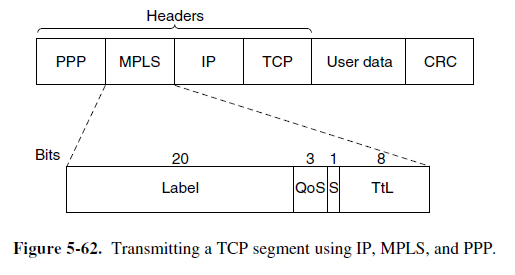 Headers
PPP MPLS IP TCP User data CRC
Bits 20 3 1 8
Label QoS S TtL
Figure 5-62. Transmitting a TCP segment using IP, MPLS, and PPP.